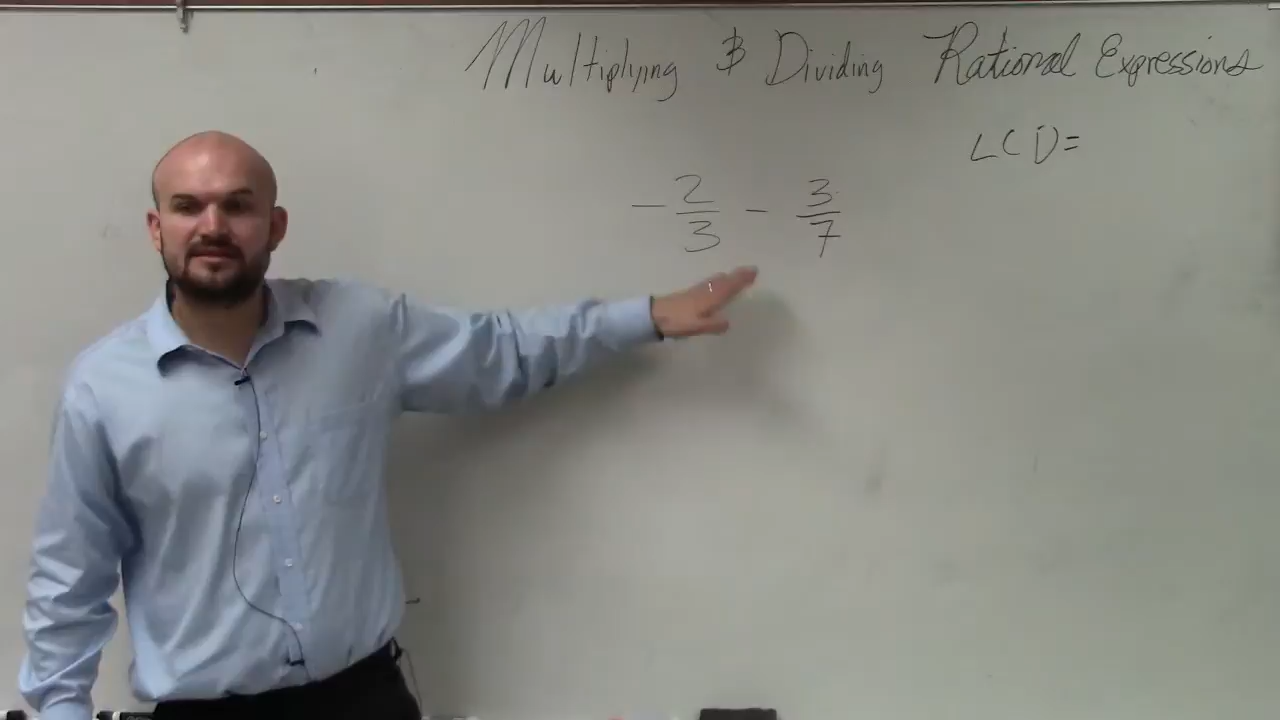 Multiplying & Dividing Rational Expressions
LCD=
- 2/3 - 3/7